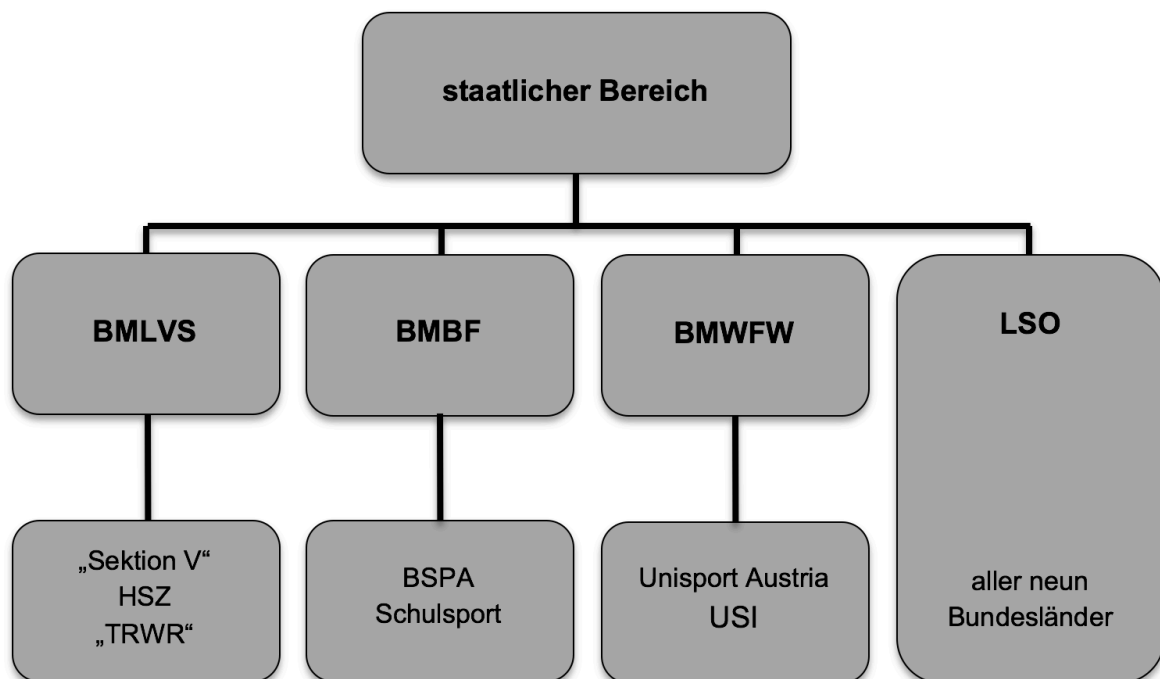 staatlicher Bereich
BMLVS
BMBF
BMWFW
LSO
„Sektion V“
HSZ
„TRWR“
BSPA
Schulsport
Unisport Austria
USI
aller neun
Bundesländer